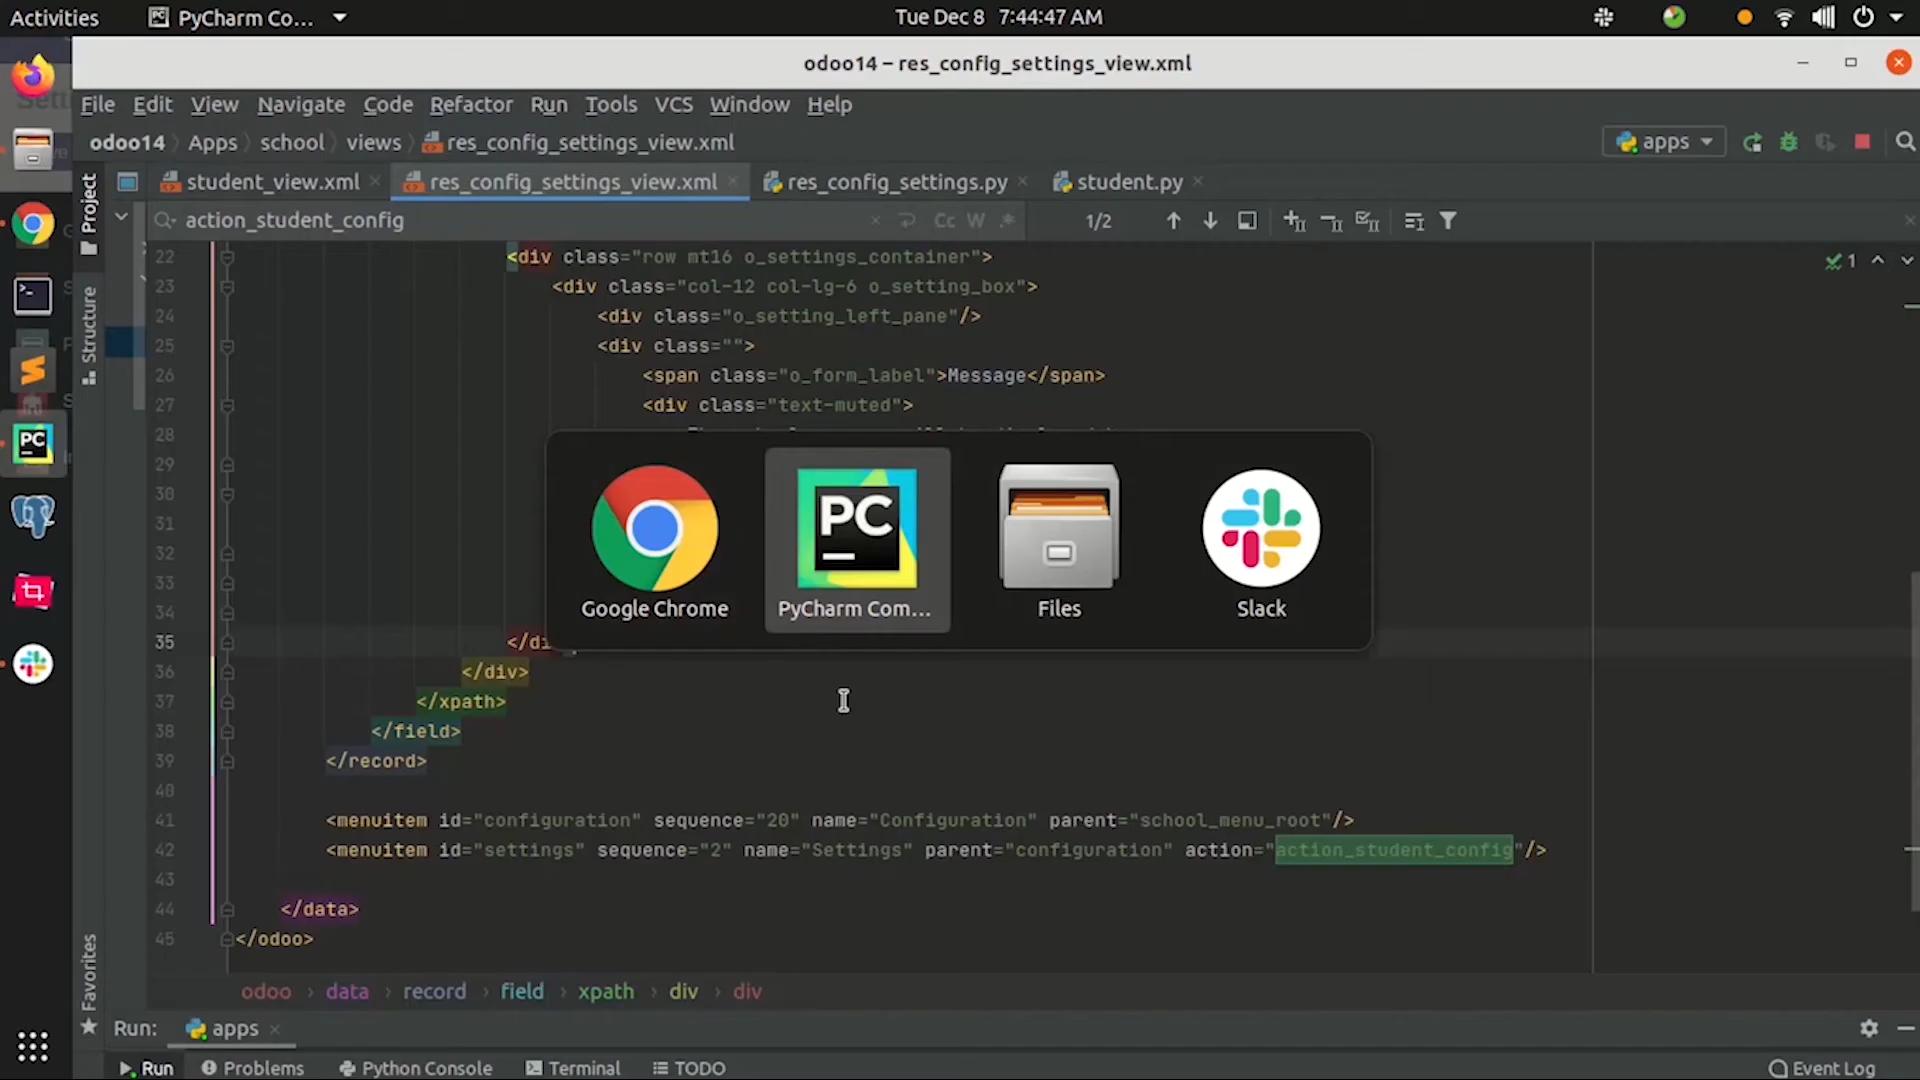 Activities
PyCharm Co...
Tue Dec 8 7:44:47 AM
odoo14 – res_config_settings_view.xml
File Edit View Navigate Code Refactor Run Tools VCS Window Help
odoo14 Apps school views res_config_settings_view.xml
apps
Project
Structure
Favorites
student_view.xml
res_config_settings_view.xml
res_config_settings.py
student.py
action_student_config
Cc W .*
1/2
1
22 <div class="row mt16 o_settings_container">
23 <div class="col-12 col-lg-6 o_setting_box">
24 <div class="o_setting_left_pane"/>
25 <div class="">
26 <span class="o_form_label">Message</span>
27 <div class="text-muted">
28
29
30
31
32
33
34
35 </di
36 </div>
37 </xpath>
38 </field>
39 </record>
40
41 <menuitem id="configuration" sequence="20" name="Configuration" parent="school_menu_root"/>
42 <menuitem id="settings" sequence="2" name="Settings" parent="configuration" action="action_student_config"/>
43
44 </data>
45 </odoo>
PC
Google Chrome
PyCharm Com...
Files
Slack
odoo › data › record › field › xpath › div › div
Run: apps
Run Problems Python Console Terminal TODO
Event Log